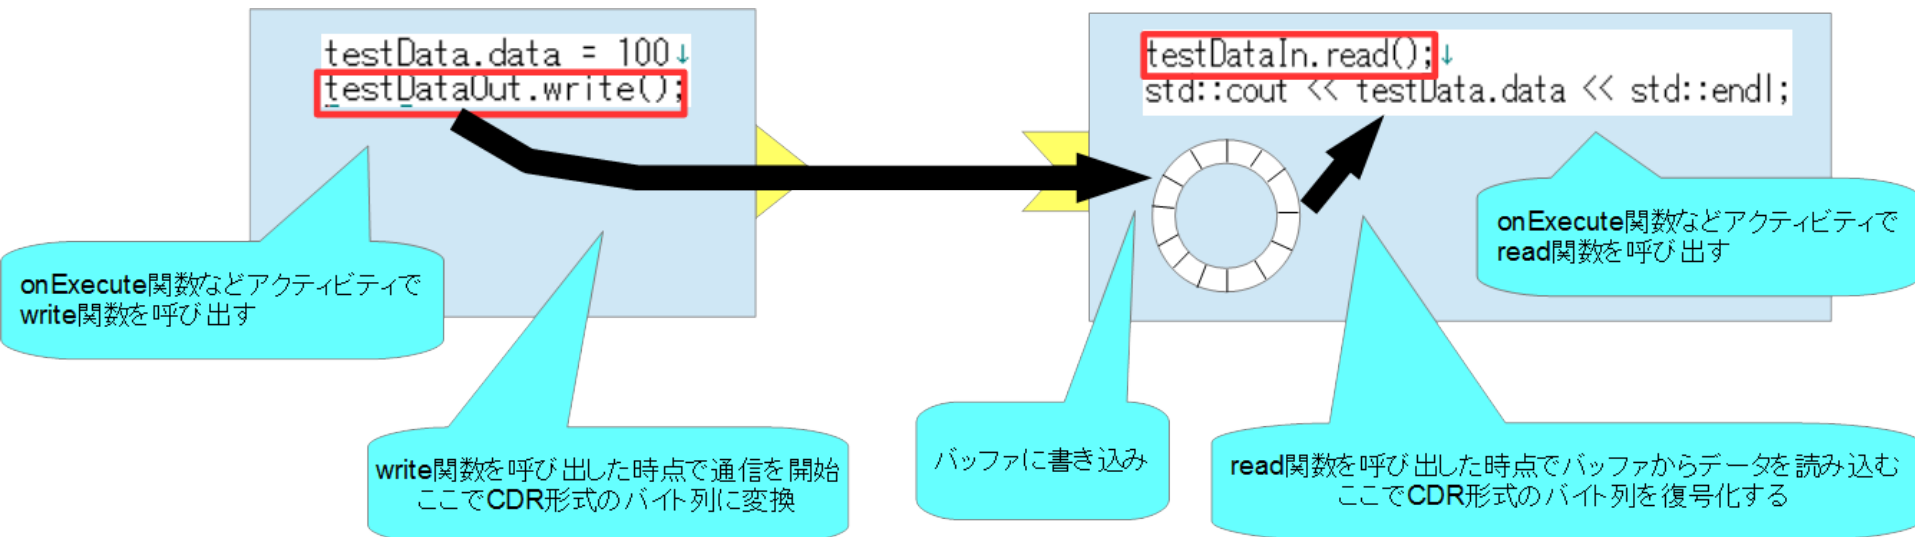 testData.data = 100↓
testDataOut.write();
testDataIn.read();↓
std::cout << testData.data << std::endl;
onExecute関数などアクティビティで
write関数を呼び出す
onExecute関数などアクティビティで
read関数を呼び出す
write関数を呼び出した時点で通信を開始
ここでCDR形式のバイト列に変換
バッファに書き込み
read関数を呼び出した時点でバッファからデータを読み込む
ここでCDR形式のバイト列を復号化する